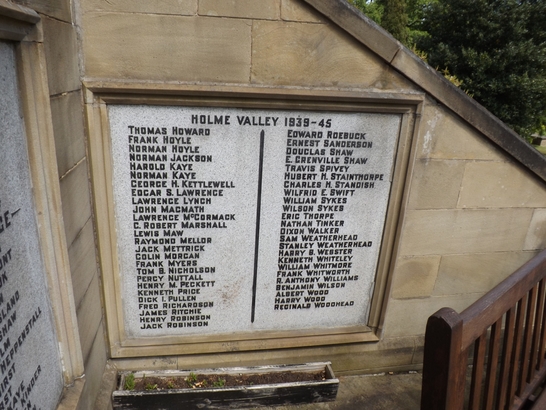 HOLME VALLEY 1939-45
THOMAS HOWARD
FRANK HOYLE
NORMAN HOYLE
NORMAN JACKSON
HAROLD KAYE
NORMAN KAYE
GEORGE H. KETTLEWELL
EDGAR S. LAWRENCE
LAWRENCE LYNCH
JOHN MACMATH
LAWRENCE MCCORMACK
C. ROBERT MARSHALL
LEWIS MAW
RAYMOND MELLOR
JACK METTRICK
COLIN MORGAN
FRANK MYERS
TOM B. NICHOLSON
PERCY NUTTALL
HENRY M. PECKETT
KENNETH PRICE
DICK I. PULLEN
FRED RICHARDSON
JAMES RITCHIE
HENRY ROBINSON
JACK ROBINSON
EDWARD ROEBUCK
ERNEST SANDERSON
DOUGLAS SHAW
E. GRENVILLE SHAW
TRAVIS SPIVEY
HUBERT H. STAINTHORPE
CHARLES H. STANDISH
WILFRID E. SWIFT
WILLIAM SYKES
WILSON SYKES
ERIC THORPE
NATHAN TINKER
DIXON WALKER
SAM WEATHERHEAD
STANLEY WEATHERHEAD
HARRY B. WEBSTER
KENNETH WHITELEY
WILLIAM WHITMORE
FRANK WHITWORTH
R. ANTHONY WILLIAMS
BENJAMIN WILSON
ALBERT WOOD
HARRY WOOD
REGINALD WOODHEAD